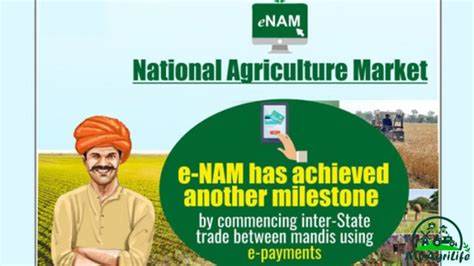 eNAM
National Agriculture Market
e-NAM has achieved
another milestone
by commencing inter-State
trade between mandis using
e-payments